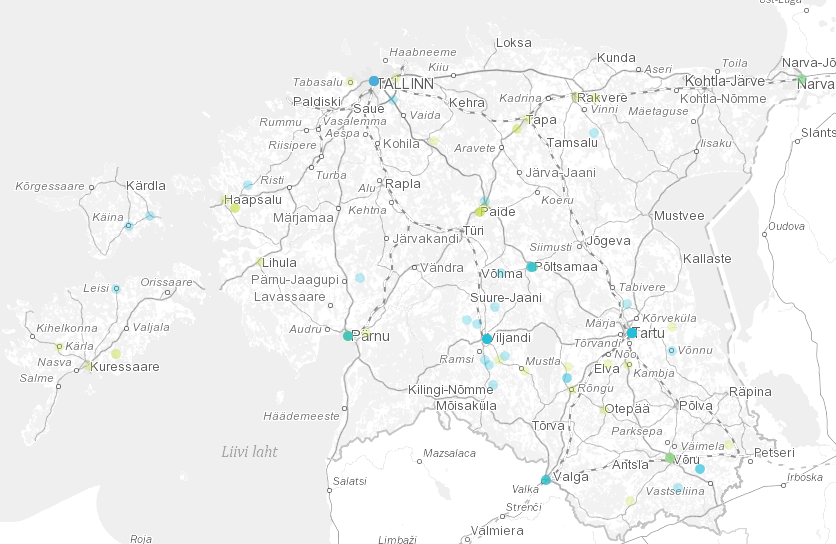 Loksa
Haabneeme
Kunda
Toila
Narva-Jõ
Aseri
Kiiu
Tabasalu
TALLINN
Kohtla-Järve
Narva
Paldiski
Saue
Kehra
Kadrina
Rakvere
Kohtla-Nõmme
Vinni
Mäetaguse
Rummu
Vasalemma
Vaida
Tapa
Aespa
Slants
Riisipere
Kohila
Aravete
Tamsalu
Iisaku
Turba
Järva-Jaani
Kõrgessaare
Kärdla
Risti
Alu
Rapla
Haapsalu
Koeru
Käina
Märjamaa
Kehtna
Paide
Mustvee
Oudova
Järvakandi
Türi
Siimusti
Jõgeva
Kallaste
Lihula
Vändra
Võhma
Põltsamaa
Orissaare
Pärnu-Jaagupi
Leisi
Lavassaare
Suure-Jaani
Tabivere
Kõrveküla
Kihelkonna
Valjala
Audru
Pärnu
Viljandi
Märja
Tartu
Kärla
Tõrvandi
Võnnu
Nasva
Kuressaare
Ramsi
Mustla
Nõo
Elva
Kambja
Salme
Kilingi-Nõmme
Rõngu
Räpina
Mõisaküla
Otepää
Põlva
Häädemeeste
Tõrva
Parksepa
Väimela
Liivi laht
Mazsalaca
Antsla
Võru
Petseri
Salatsi
Valka
Valga
Vastseliina
Irboska
Strenči
Valmiera
Roja
Limbaži